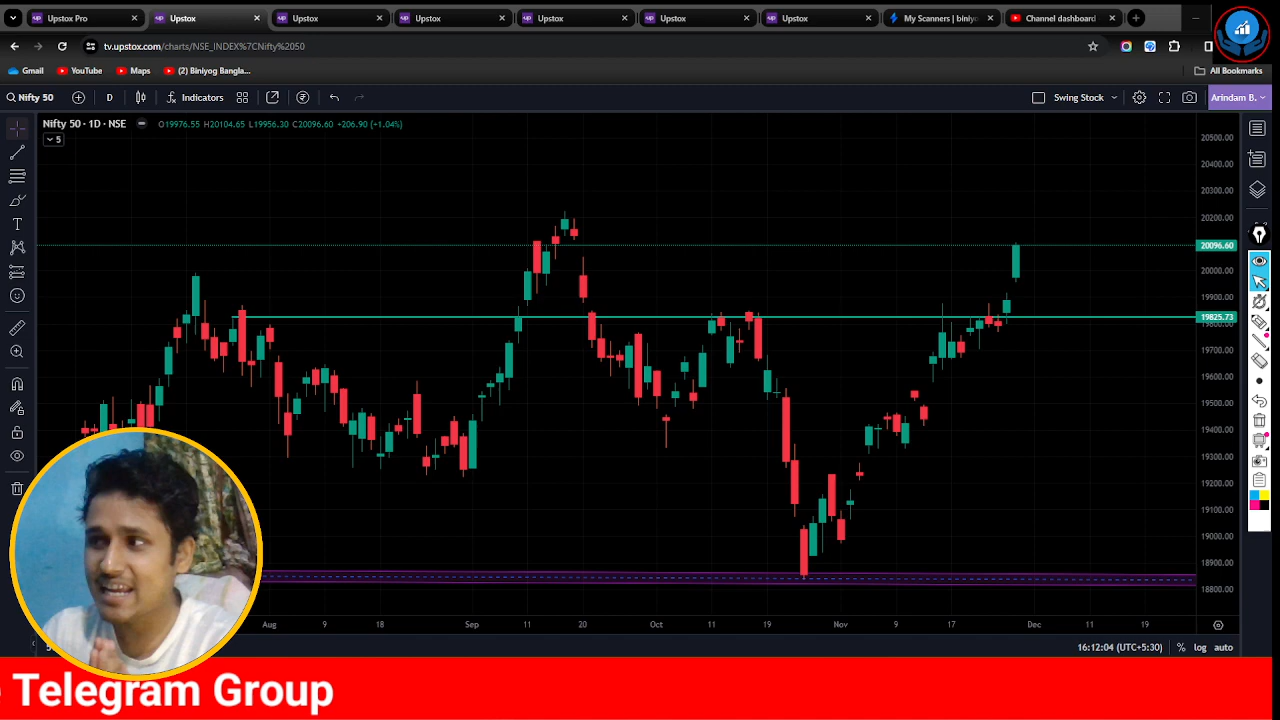 Upstox Pro
Upstox
Upstox
Upstox
Upstox
Upstox
Upstox
My Scanners | biniyo
Channel dashboard
tv.upstox.com/charts/NSE_INDEX%7CNifty%2050
Gmail
YouTube
Maps
(2) Biniyog Bangla...
All Bookmarks
Nifty 50
D
Indicators
Swing Stock
Arindam B.
Nifty 50 · 1D · NSE
O19976.55 H20104.65 L19956.30 C20096.60 +206.90 (+1.04%)
5
20500.00
20400.00
20300.00
20200.00
20096.60
20000.00
19900.00
19825.73
19800.00
19700.00
19600.00
19500.00
19400.00
19300.00
19200.00
19100.00
19000.00
18900.00
18800.00
Aug 9 18 Sep 11 20 Oct 11 19 Nov 9 17 Dec 11 19
16:12:04 (UTC+5:30) % log auto
Telegram Group